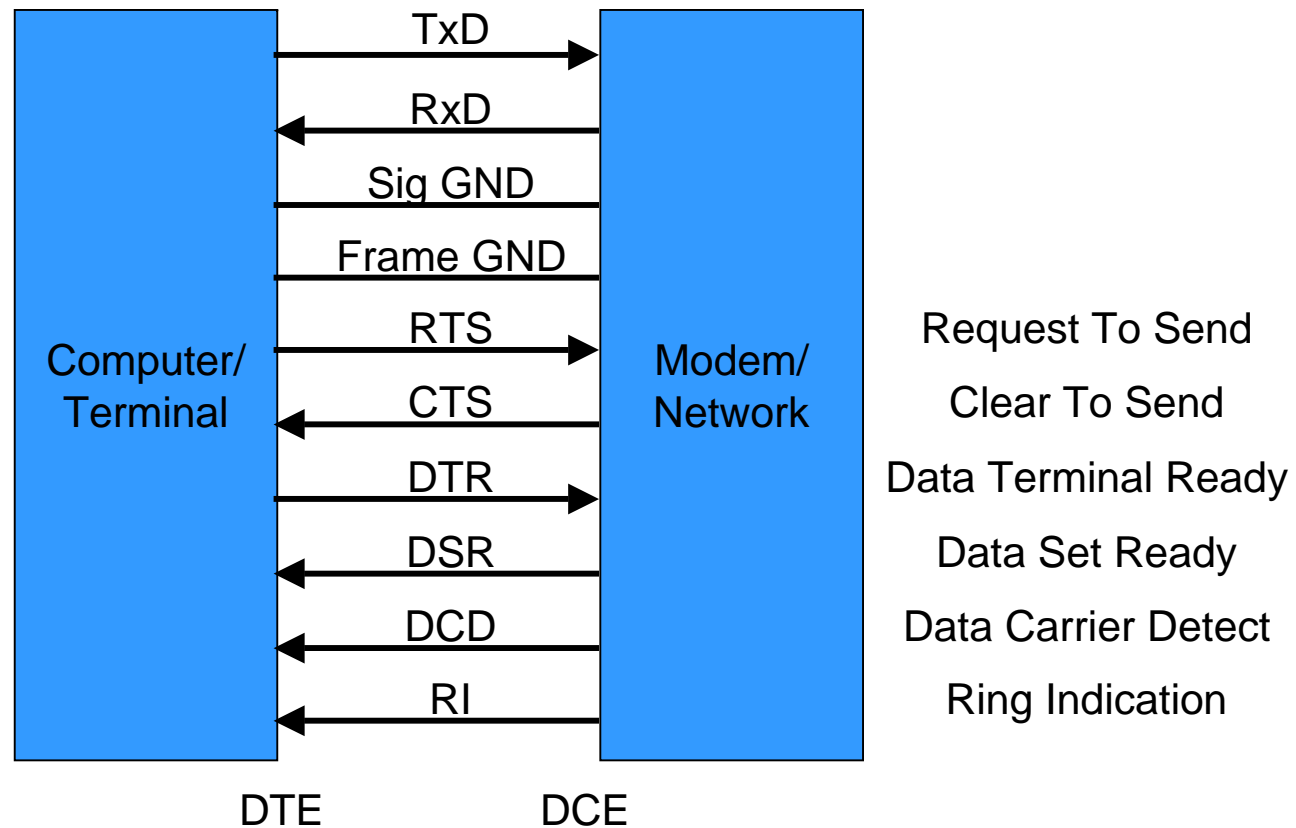 TxD
RxD
Sig GND
Frame GND
RTS
Request To Send
Computer/
Terminal
Modem/
Network
CTS
Clear To Send
DTR
Data Terminal Ready
DSR
Data Set Ready
DCD
Data Carrier Detect
RI
Ring Indication
DTE
DCE